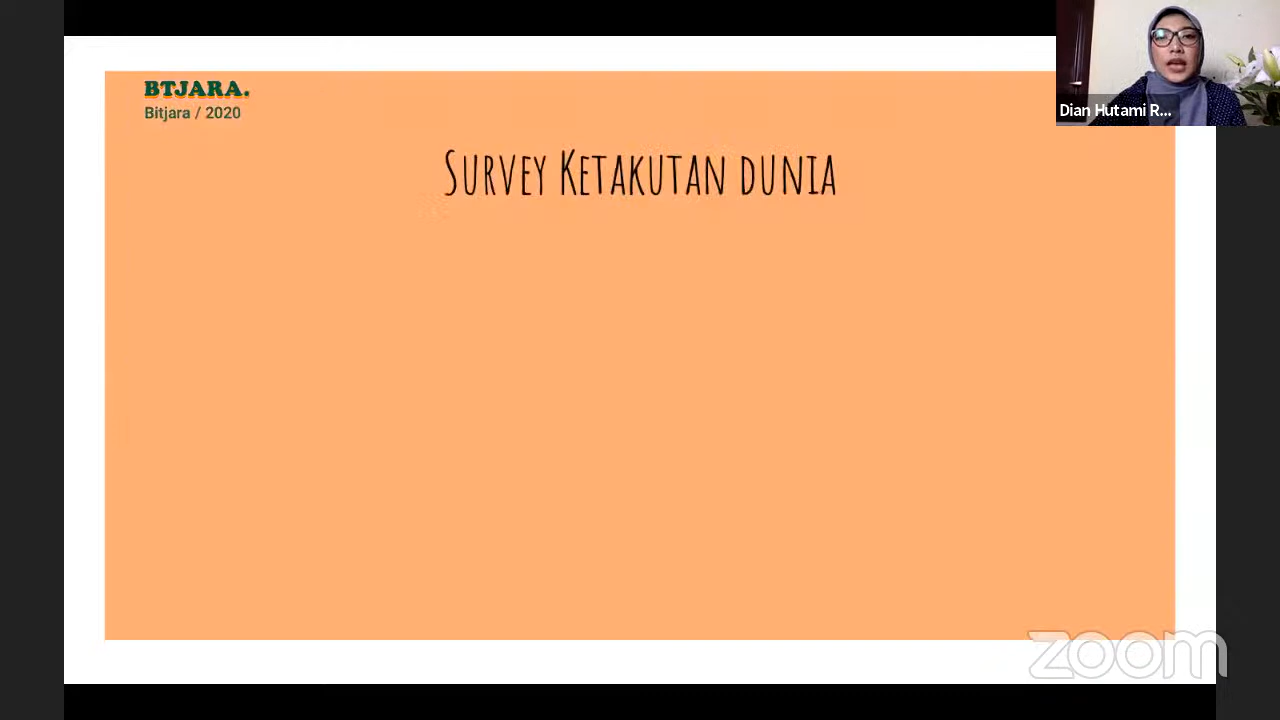 BTJARA.
Bitjara / 2020
Dian Hutami R...
SURVEY KETAKUTAN DUNIA
zoom